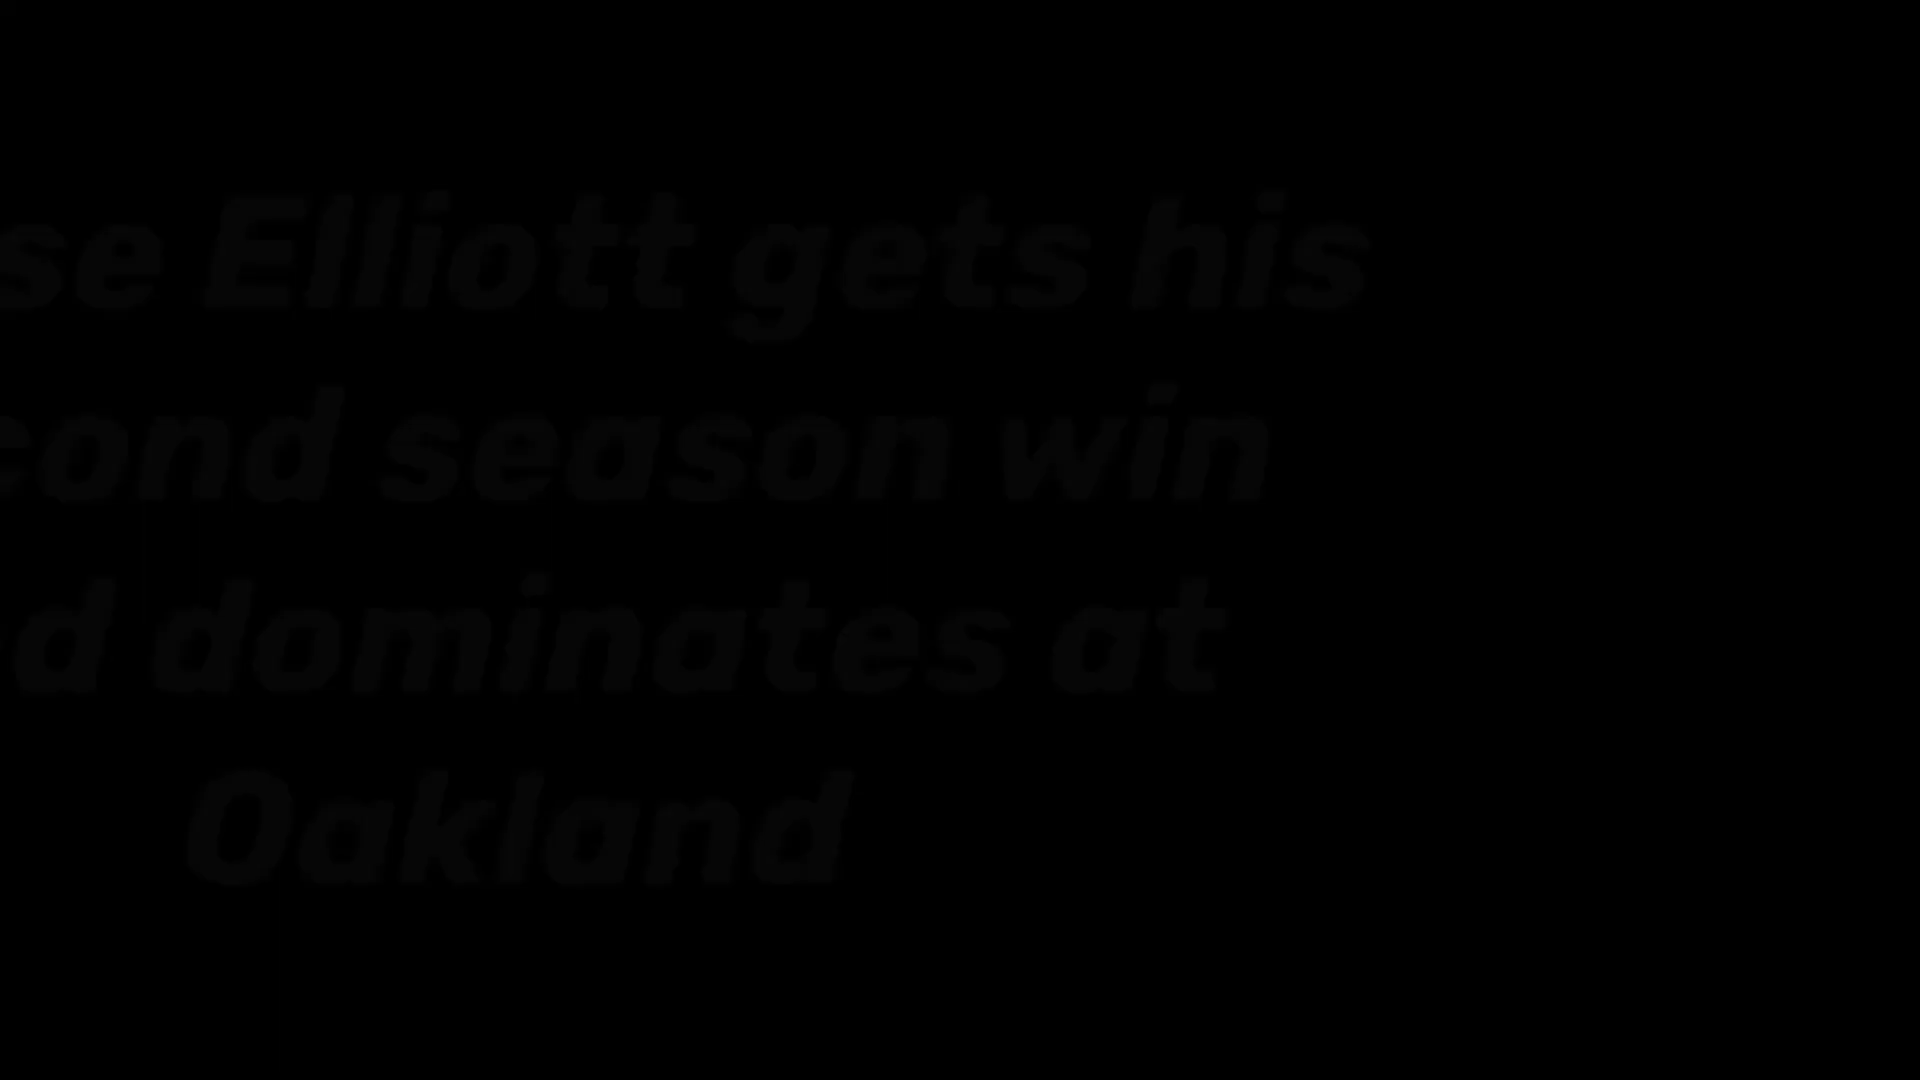 se Elliott gets his
cond season win
d dominates at
Oakland